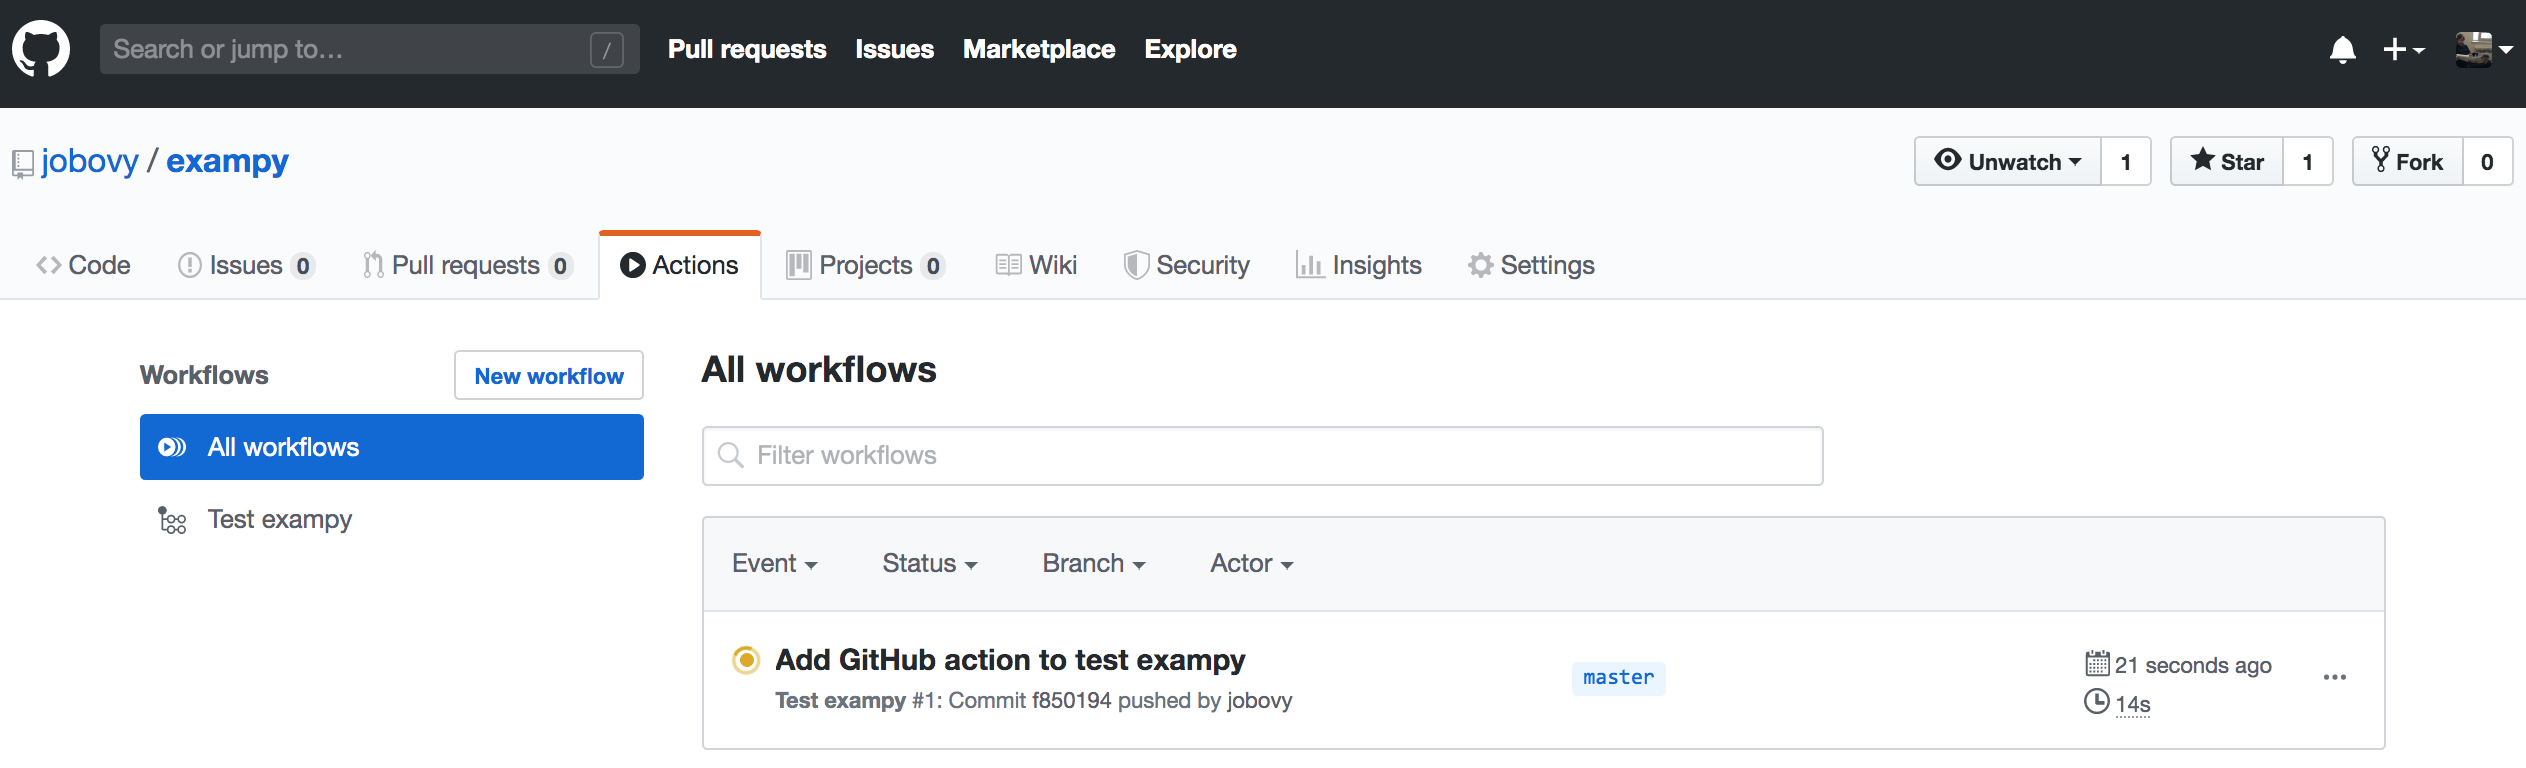 Search or jump to... / Pull requests Issues Marketplace Explore
jobovy / exampy Unwatch 1 Star 1 Fork 0
Code Issues 0 Pull requests 0 Actions Projects 0 Wiki Security Insights Settings
Workflows New workflow
All workflows
Test exampy
All workflows
Filter workflows
Event Status Branch Actor
Add GitHub action to test exampy
Test exampy #1: Commit f850194 pushed by jobovy
master
21 seconds ago
14s